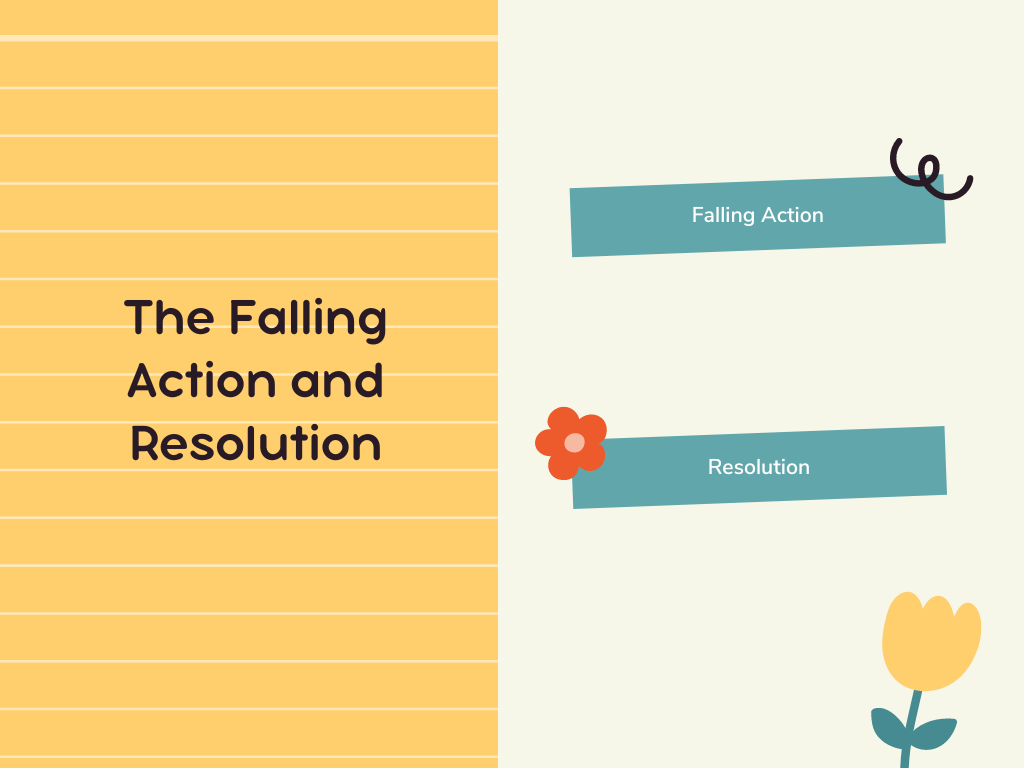 The Falling
Action and
Resolution
Falling Action
Resolution